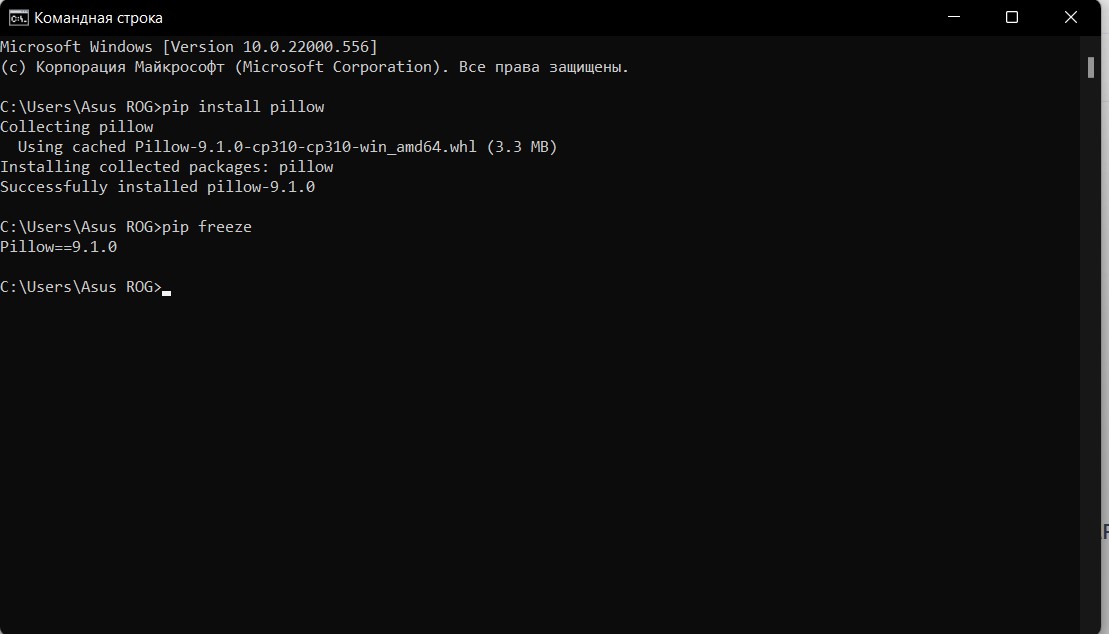 Командная строка
Microsoft Windows [Version 10.0.22000.556]
(c) Корпорация Майкрософт (Microsoft Corporation). Все права защищены.
C:\Users\Asus ROG>pip install pillow
Collecting pillow
  Using cached Pillow-9.1.0-cp310-cp310-win_amd64.whl (3.3 MB)
Installing collected packages: pillow
Successfully installed pillow-9.1.0
C:\Users\Asus ROG>pip freeze
Pillow==9.1.0
C:\Users\Asus ROG>